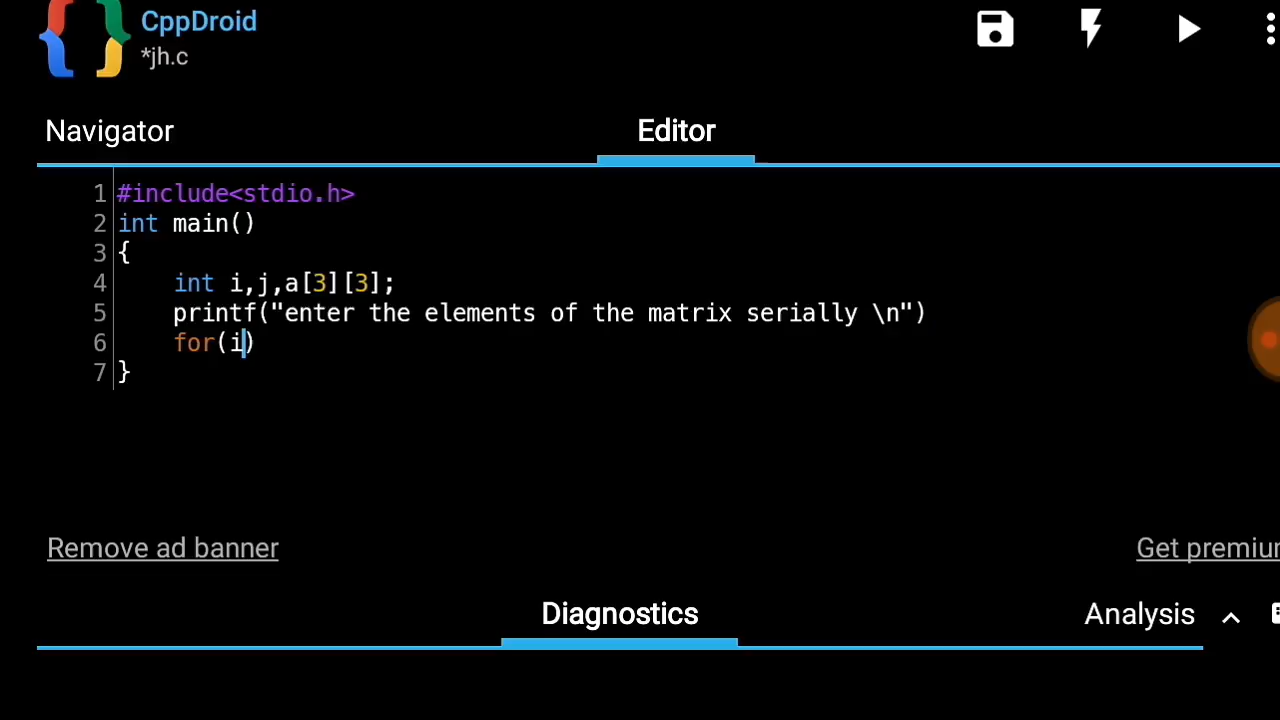 CppDroid
*jh.c
Navigator
Editor
1 #include<stdio.h>
2 int main()
3 {
4     int i,j,a[3][3];
5     printf("enter the elements of the matrix serially \n")
6     for(i)
7 }
Remove ad banner
Get premiu
Diagnostics
Analysis